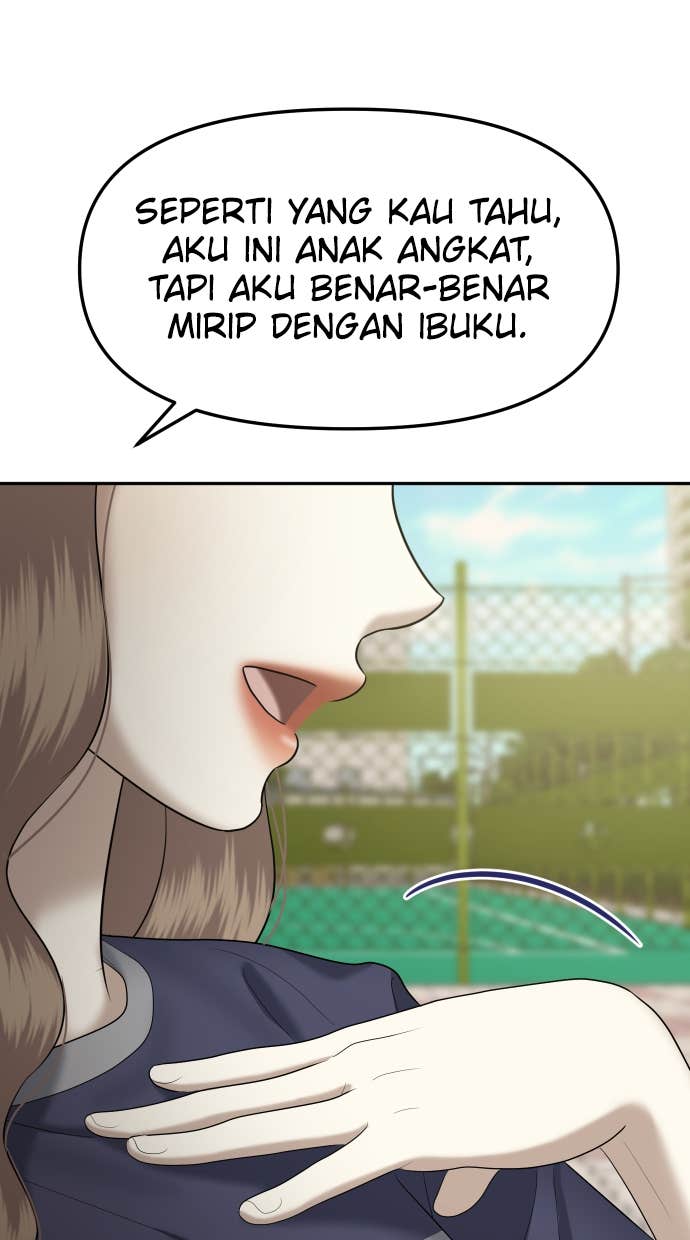 SEPERTI YANG KAU TAHU,
AKU INI ANAK ANGKAT,
TAPI AKU BENAR-BENAR
MIRIP DENGAN IBUKU.